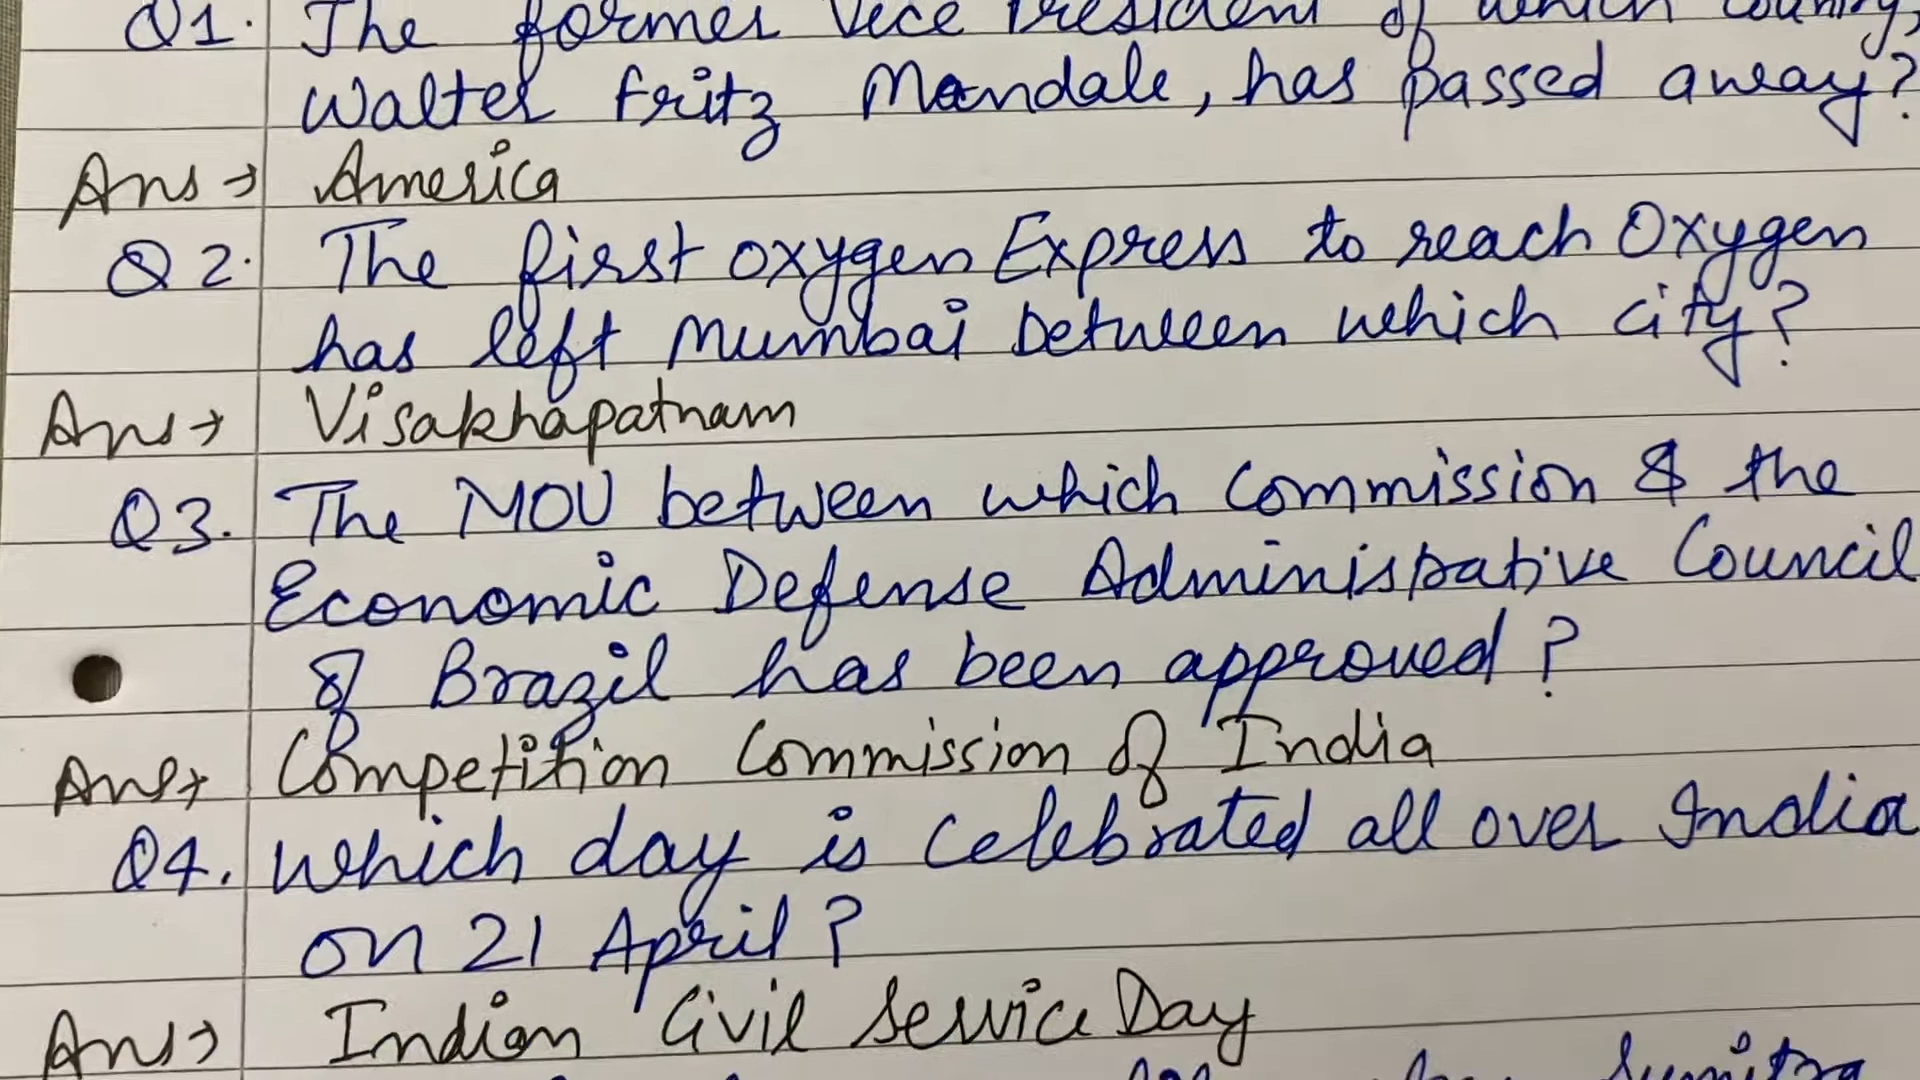 Q1. The former Vice President of which country,
Walter Fritz Mondale, has passed away?
Ans → America
Q2. The first oxygen Express to reach Oxygen
has left Mumbai between which city?
Ans → Visakhapatnam
Q3. The MOU between which Commission & the
Economic Defense Administrative Council
of Brazil has been approved?
Ans → Competition Commission of India
Q4. Which day is celebrated all over India
on 21 April?
Ans → Indian Civil Service Day
Sumitra